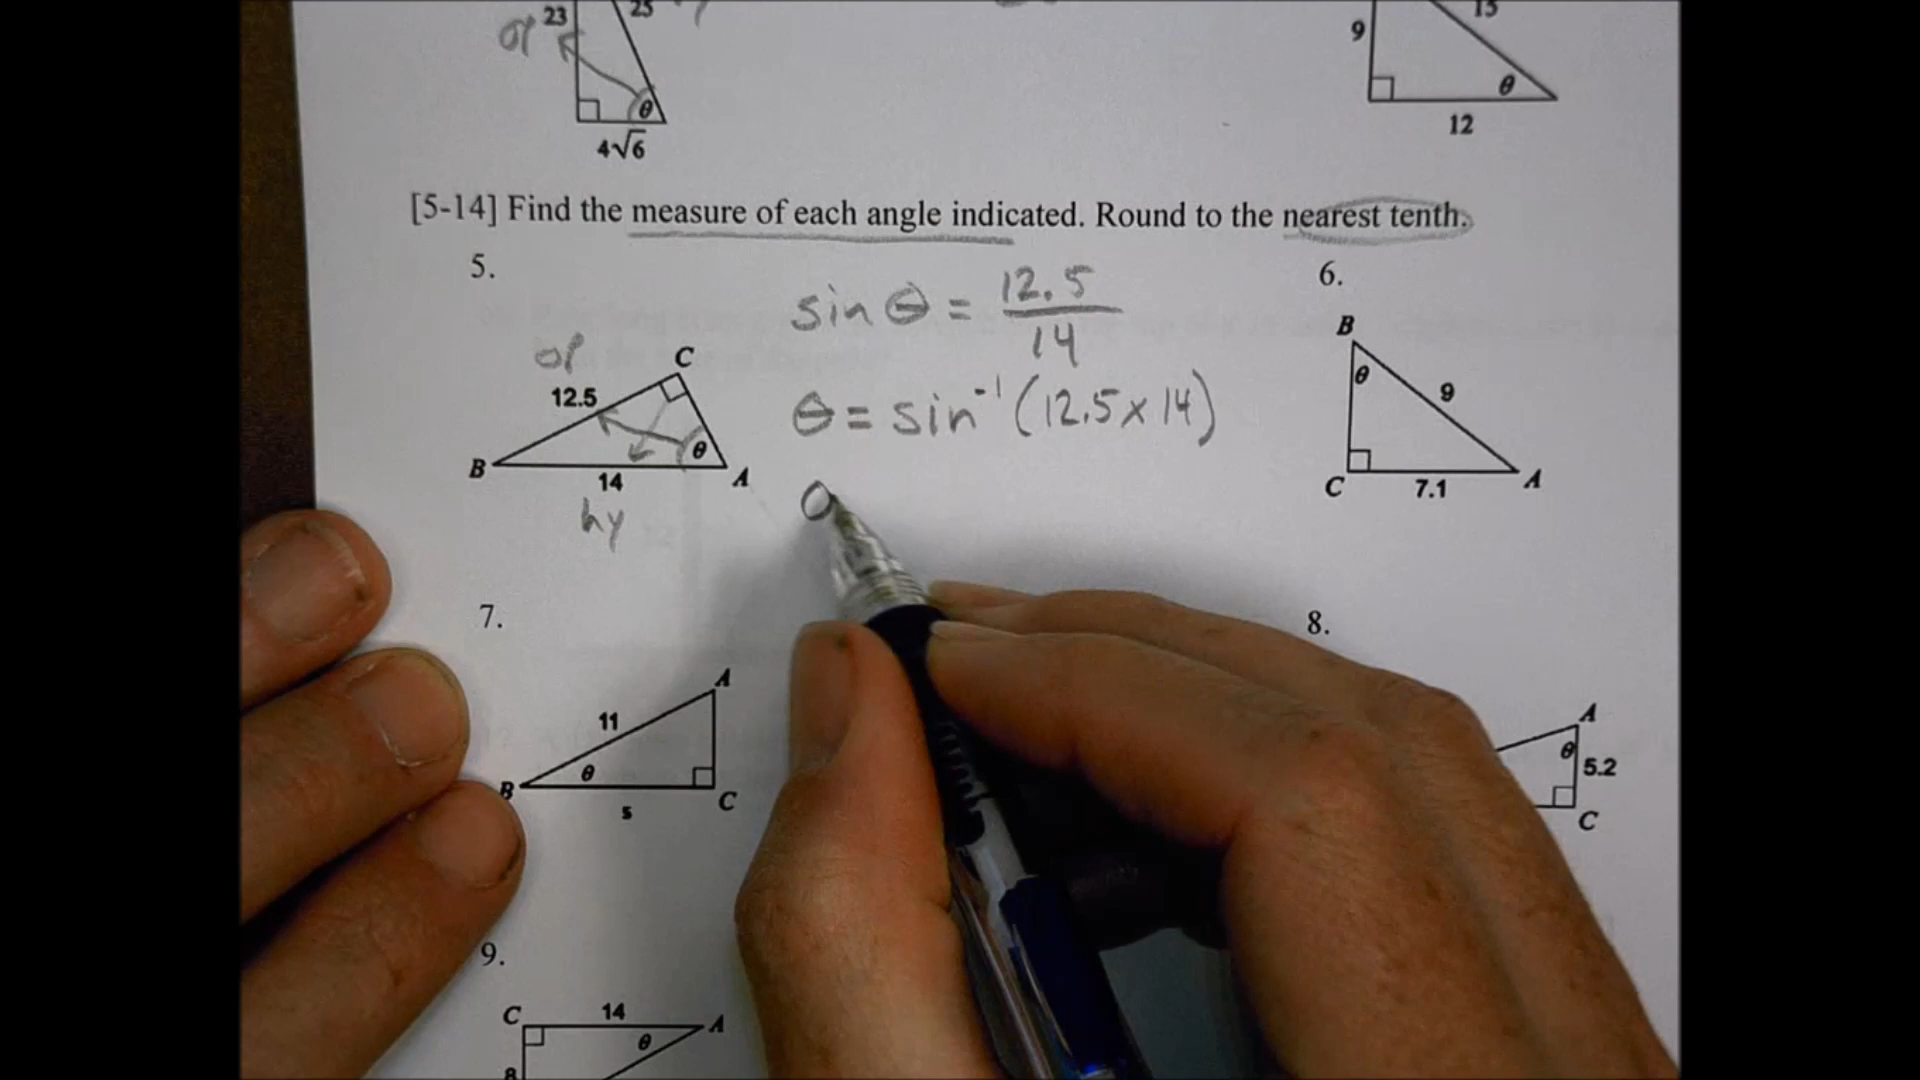 23
25
op
θ
4√6
9
15
θ
12
[5-14] Find the measure of each angle indicated. Round to the nearest tenth.
5.
sin θ = 12.5 / 14
θ = sin⁻¹ (12.5 × 14)
op
C
12.5
θ
B
14
A
hy
6.
B
θ
9
C
7.1
A
7.
A
11
θ
B
5
C
8.
A
θ
5.2
C
9.
C
14
A
θ
8